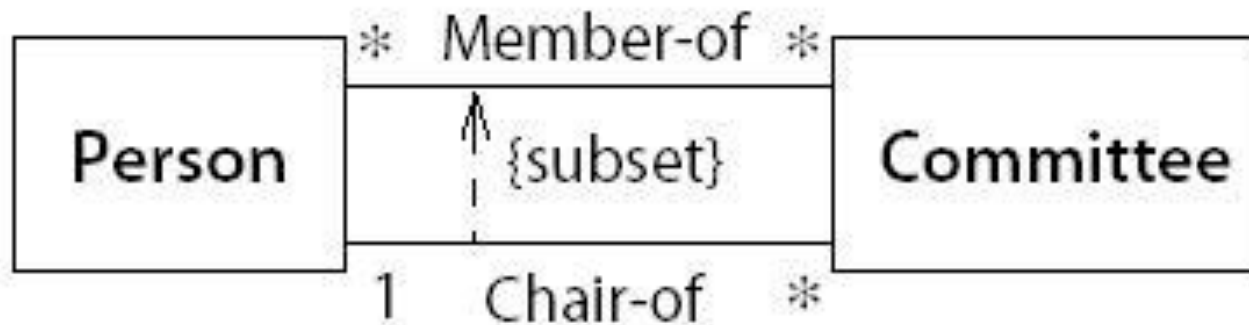 * Member-of *
Person {subset} Committee
1 Chair-of *